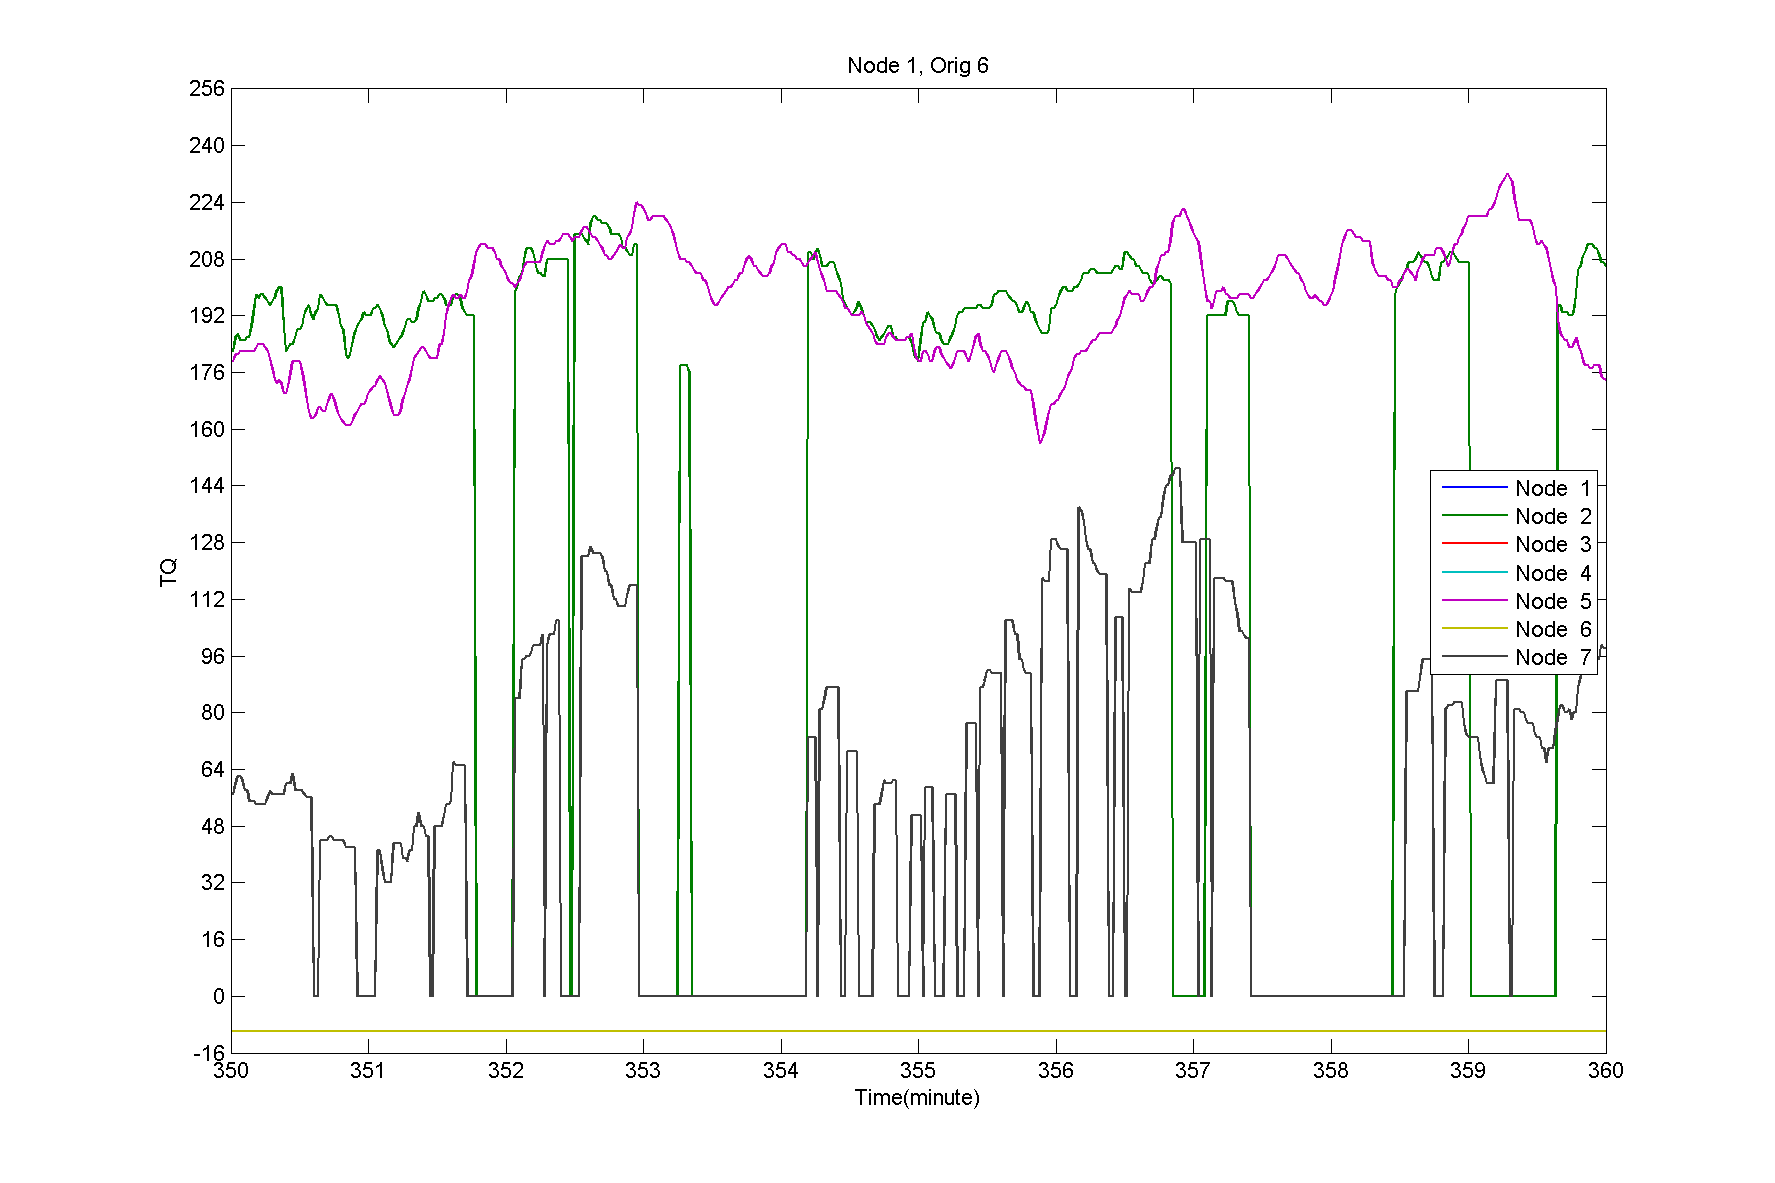 Node 1, Orig 6
256
240
224
208
192
176
160
144
128
112
96
80
64
48
32
16
0
-16
TQ
Node 1
Node 2
Node 3
Node 4
Node 5
Node 6
Node 7
350 351 352 353 354 355 356 357 358 359 360
Time(minute)